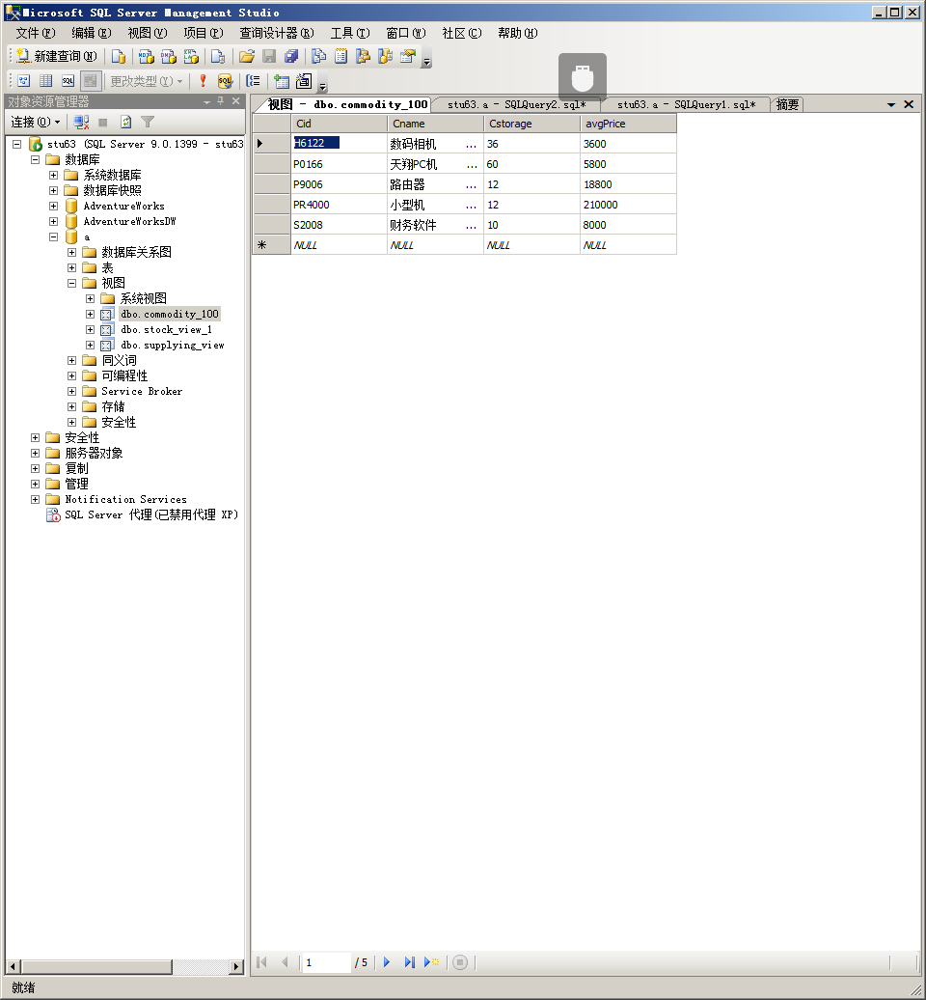 Microsoft SQL Server Management Studio
文件(F) 编辑(E) 视图(V) 项目(P) 查询设计器(R) 工具(T) 窗口(W) 社区(C) 帮助(H)
新建查询(N)
更改类型(Y)
对象资源管理器
连接(O)
stu63 (SQL Server 9.0.1399 - stu63
数据库
系统数据库
数据库快照
AdventureWorks
AdventureWorksDW
a
数据库关系图
表
视图
系统视图
dbo.commodity_100
dbo.stock_view_1
dbo.supplying_view
同义词
可编程性
Service Broker
存储
安全性
安全性
服务器对象
复制
管理
Notification Services
SQL Server 代理(已禁用代理 XP)
视图 - dbo.commodity_100 stu63.a - SQLQuery2.sql* stu63.a - SQLQuery1.sql* 摘要
Cid Cname Cstorage avgPrice
H6122 数码相机 ... 36 3600
P0166 天翔PC机 ... 60 5800
P9006 路由器 ... 12 18800
PR4000 小型机 ... 12 210000
S2008 财务软件 ... 10 8000
NULL NULL NULL NULL
1 / 5
就绪